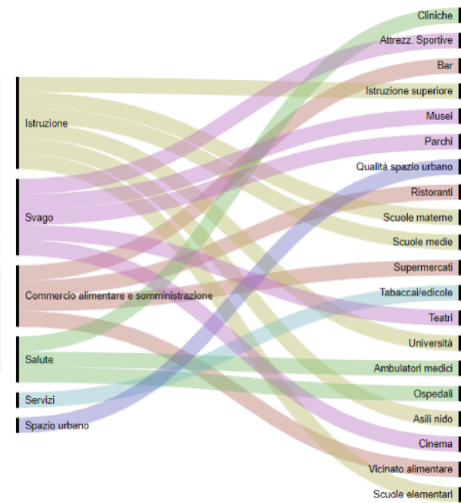 Istruzione
Svago
Commercio alimentare e somministrazione
Salute
Servizi
Spazio urbano
Cliniche
Attrezz. Sportive
Bar
Istruzione superiore
Musei
Parchi
Qualità spazio urbano
Ristoranti
Scuole materne
Scuole medie
Supermercati
Tabaccai/edicole
Teatri
Università
Ambulatori medici
Ospedali
Asili nido
Cinema
Vicinato alimentare
Scuole elementari